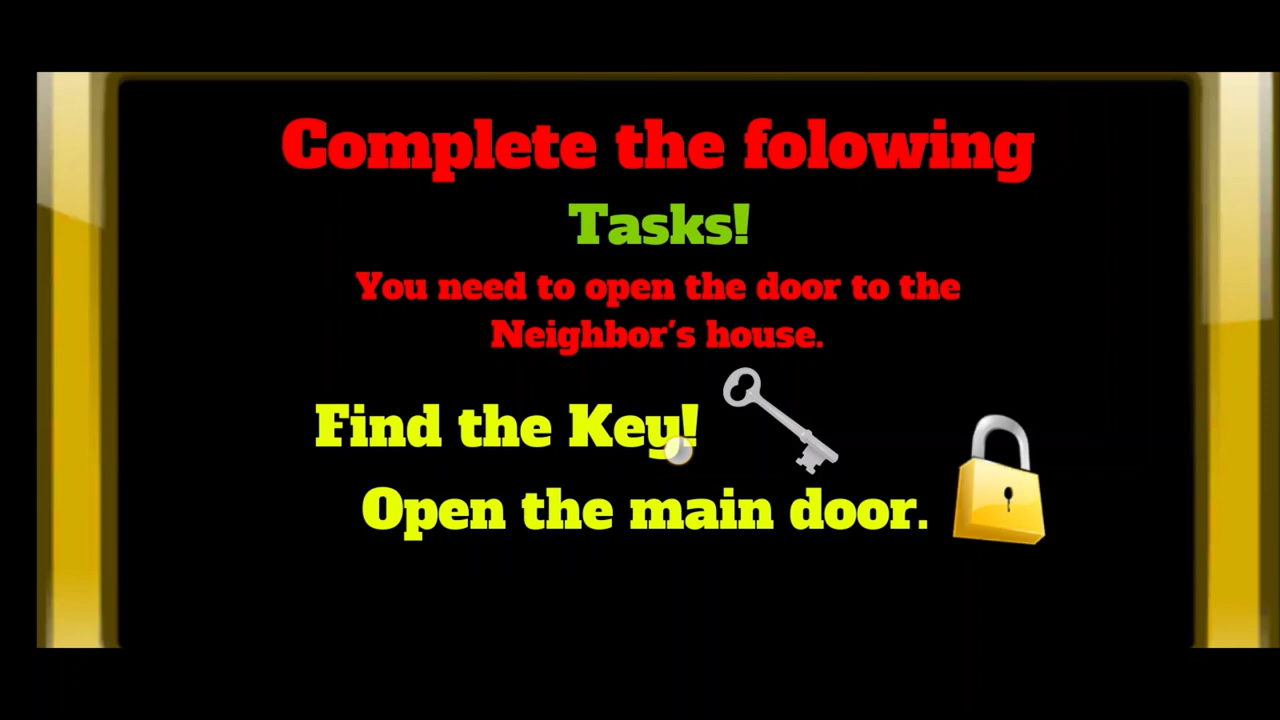 Complete the folowing
Tasks!
You need to open the door to the
Neighbor's house.
Find the Key!
Open the main door.